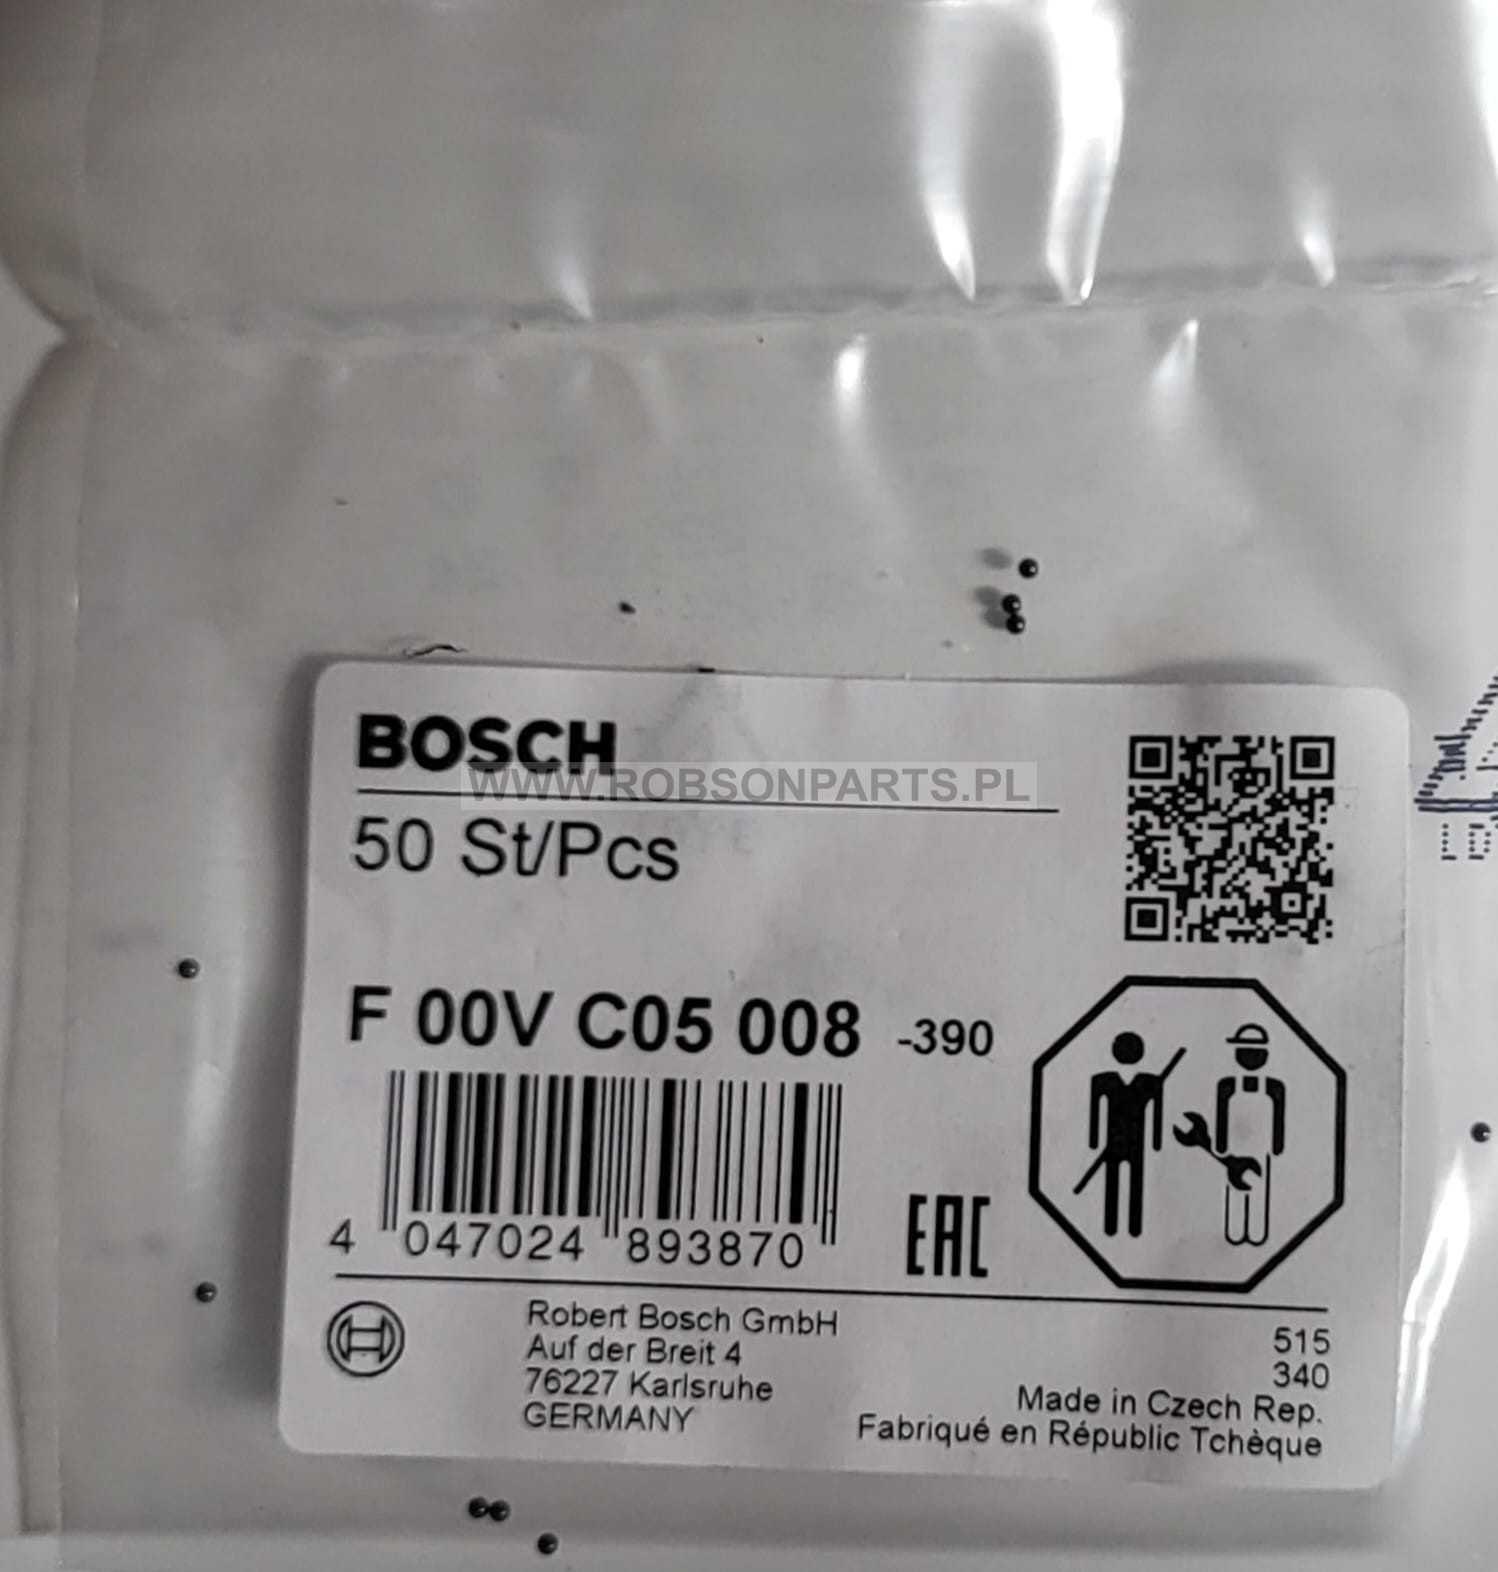 BOSCH
WWW.ROBSONPARTS.PL
50 St/Pcs
F 00V C05 008 -390
4 047024 893870
EAC
Robert Bosch GmbH
Auf der Breit 4
76227 Karlsruhe
GERMANY
515
340
Made in Czech Rep.
Fabriqué en Républic Tchèque